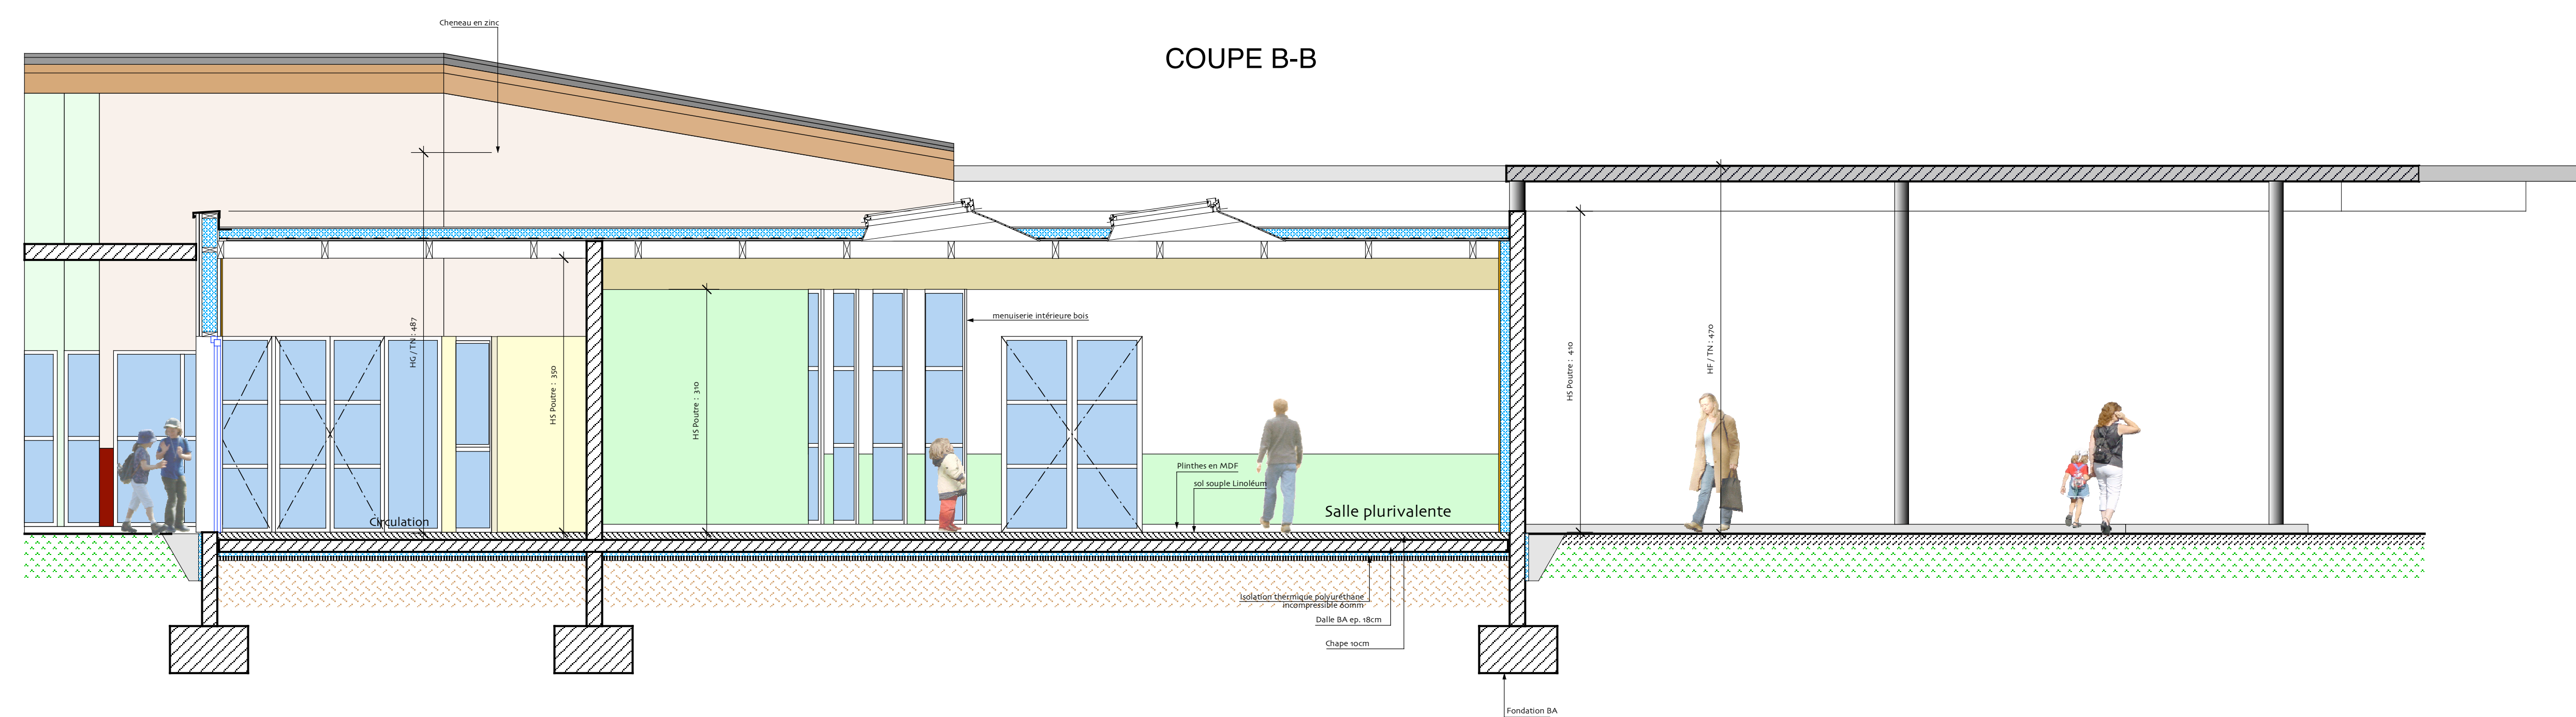 Cheneau en zinc
COUPE B-B
HG / TN : 487
HS Poutre : 350
HS Poutre : 310
menuiserie intérieure bois
HS Poutre : 410
HF / TN : 470
Plinthes en MDF
sol souple Linoléum
Circulation
Salle plurivalente
Isolation thermique polyuréthane
incompressible 60mm
Dalle BA ep. 18cm
Chape 10cm
Fondation BA